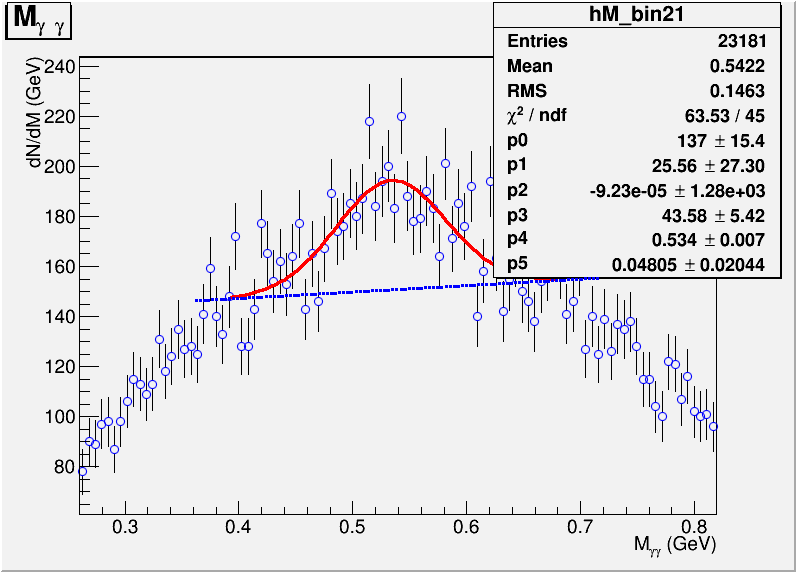 M_γ γ
hM_bin21
Entries 23181
Mean 0.5422
RMS 0.1463
χ² / ndf 63.53 / 45
p0 137 ± 15.4
p1 25.56 ± 27.30
p2 -9.23e-05 ± 1.28e+03
p3 43.58 ± 5.42
p4 0.534 ± 0.007
p5 0.04805 ± 0.02044
dN/dM (GeV)
240
220
200
180
160
140
120
100
80
0.3 0.4 0.5 0.6 0.7 0.8
M_γγ (GeV)